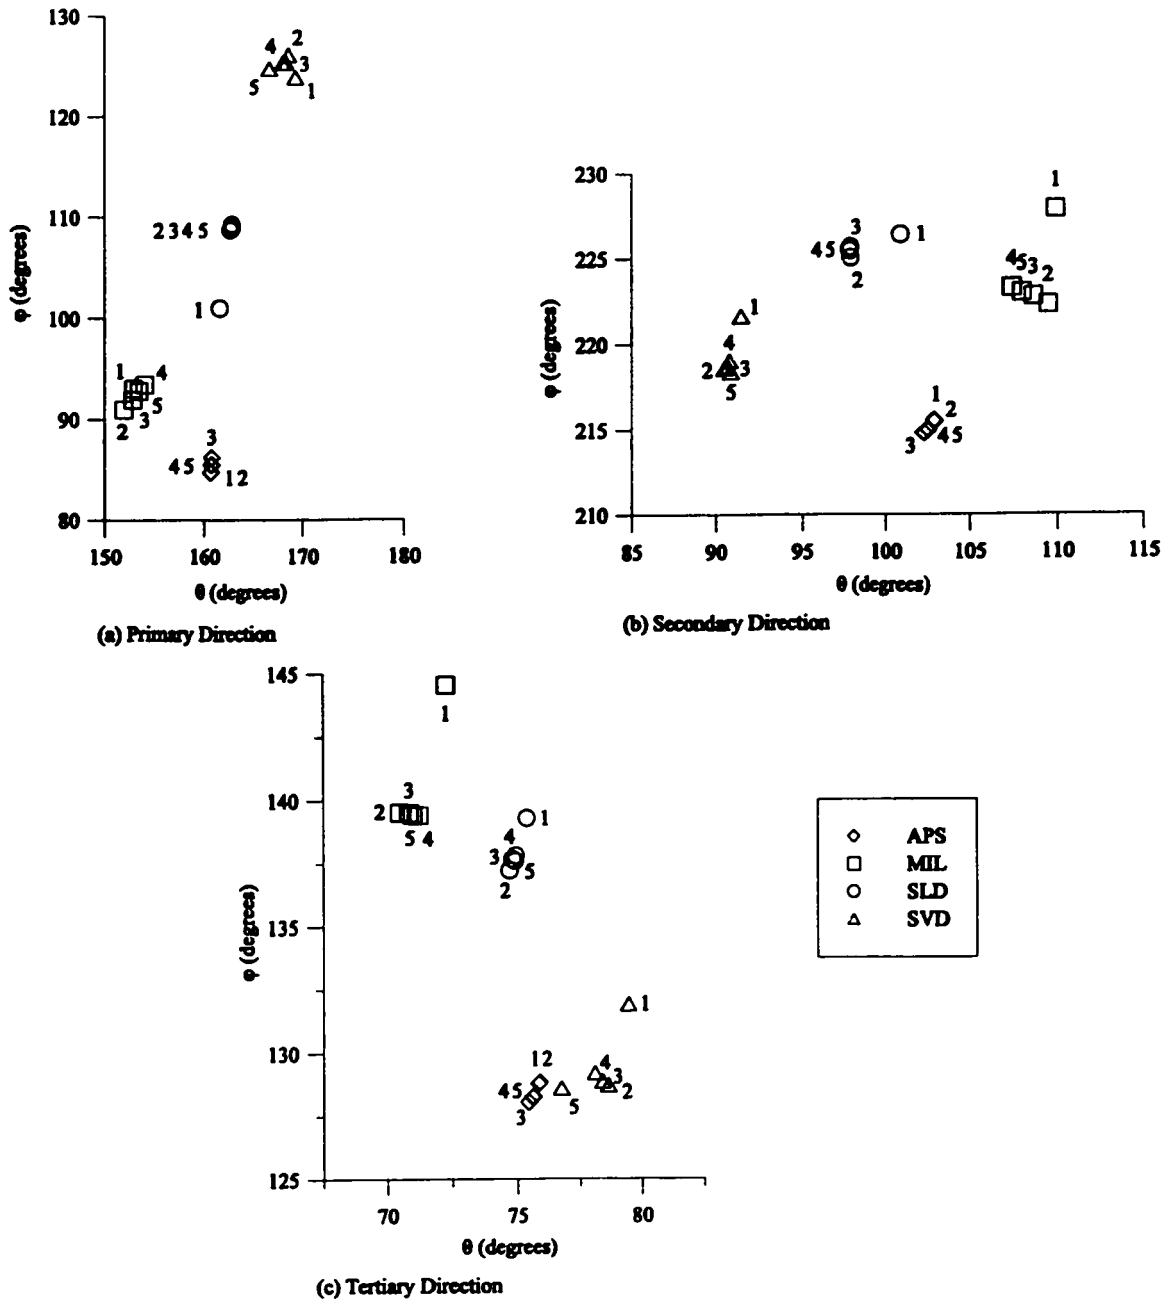 130
4 2
3
5 1
120
110
2 3 4 5
φ (degrees)
100
1
1 4
5
90
2 3
3
4 5
1 2
80
150 160 170 180
θ (degrees)
(a) Primary Direction
230
1
3
1
4 5
225
4 5 3 2
2
φ (degrees)
1
220
4
2 3
5
1
2
215
3 4 5
210
85 90 95 100 105 110 115
θ (degrees)
(b) Secondary Direction
145
1
140
3
2
5 4
1
4
3
5
2
135
φ (degrees)
1
130
1 2
4
4 5 3
2
3 5
125
70 75 80
θ (degrees)
(c) Tertiary Direction
APS
MIL
SLD
SVD